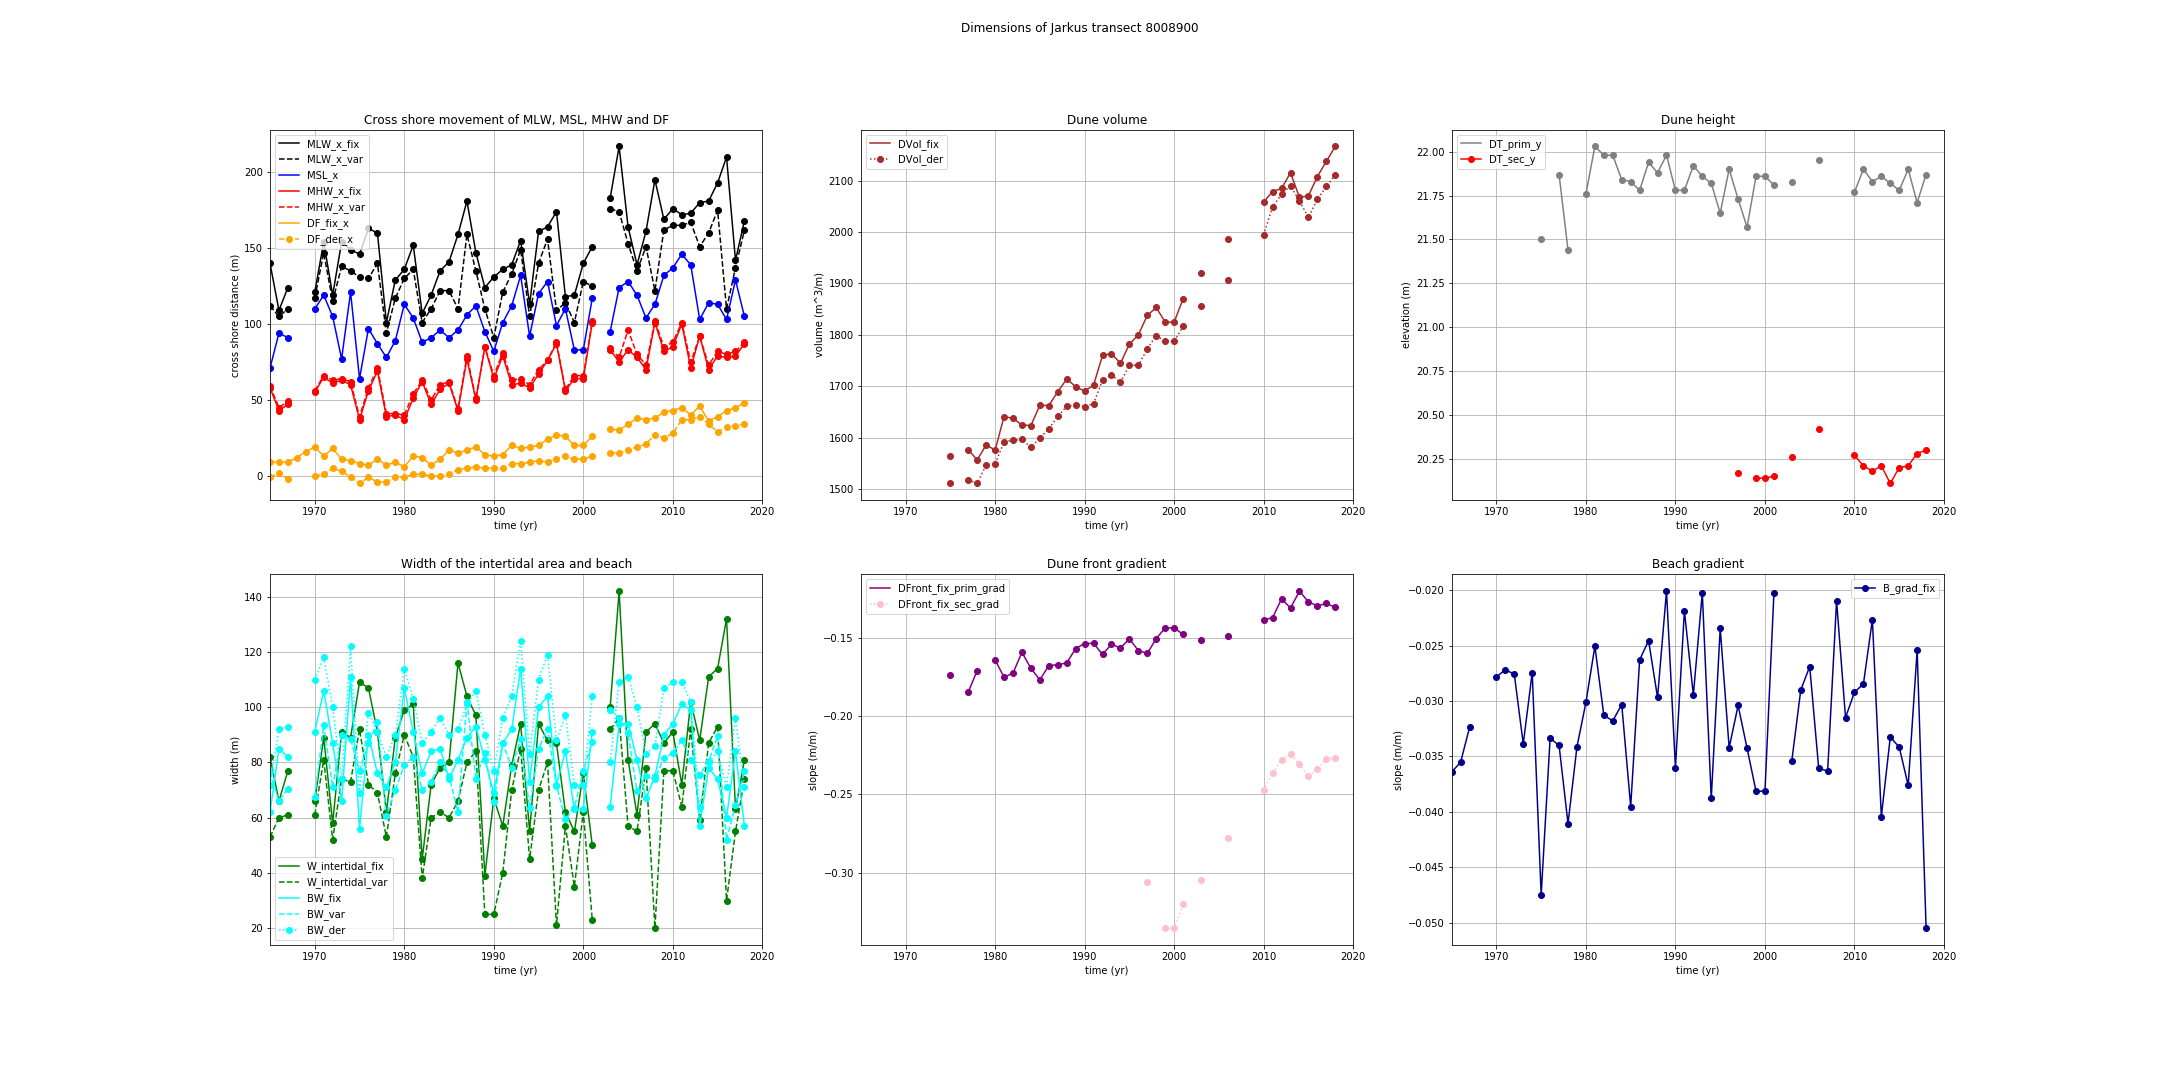 Dimensions of Jarkus transect 8008900
Cross shore movement of MLW, MSL, MHW and DF
cross shore distance (m)
200
150
100
50
0
MLW_x_fix
MLW_x_var
MSL_x
MHW_x_fix
MHW_x_var
DF_fix_x
DF_der_x
1970 1980 1990 2000 2010 2020
time (yr)
Dune volume
volume (m^3/m)
2100
2000
1900
1800
1700
1600
1500
DVol_fix
DVol_der
1970 1980 1990 2000 2010 2020
time (yr)
Dune height
elevation (m)
22.00
21.75
21.50
21.25
21.00
20.75
20.50
20.25
DT_prim_y
DT_sec_y
1970 1980 1990 2000 2010 2020
time (yr)
Width of the intertidal area and beach
width (m)
140
120
100
80
60
40
20
W_intertidal_fix
W_intertidal_var
BW_fix
BW_var
BW_der
1970 1980 1990 2000 2010 2020
time (yr)
Dune front gradient
slope (m/m)
−0.15
−0.20
−0.25
−0.30
DFront_fix_prim_grad
DFront_fix_sec_grad
1970 1980 1990 2000 2010 2020
time (yr)
Beach gradient
slope (m/m)
−0.020
−0.025
−0.030
−0.035
−0.040
−0.045
−0.050
B_grad_fix
1970 1980 1990 2000 2010 2020
time (yr)